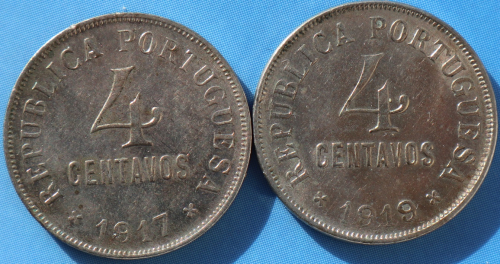 REPUBLICA PORTUGUESA
4
CENTAVOS
* 1917 *
REPUBLICA PORTUGUESA
4
CENTAVOS
* 1919 *